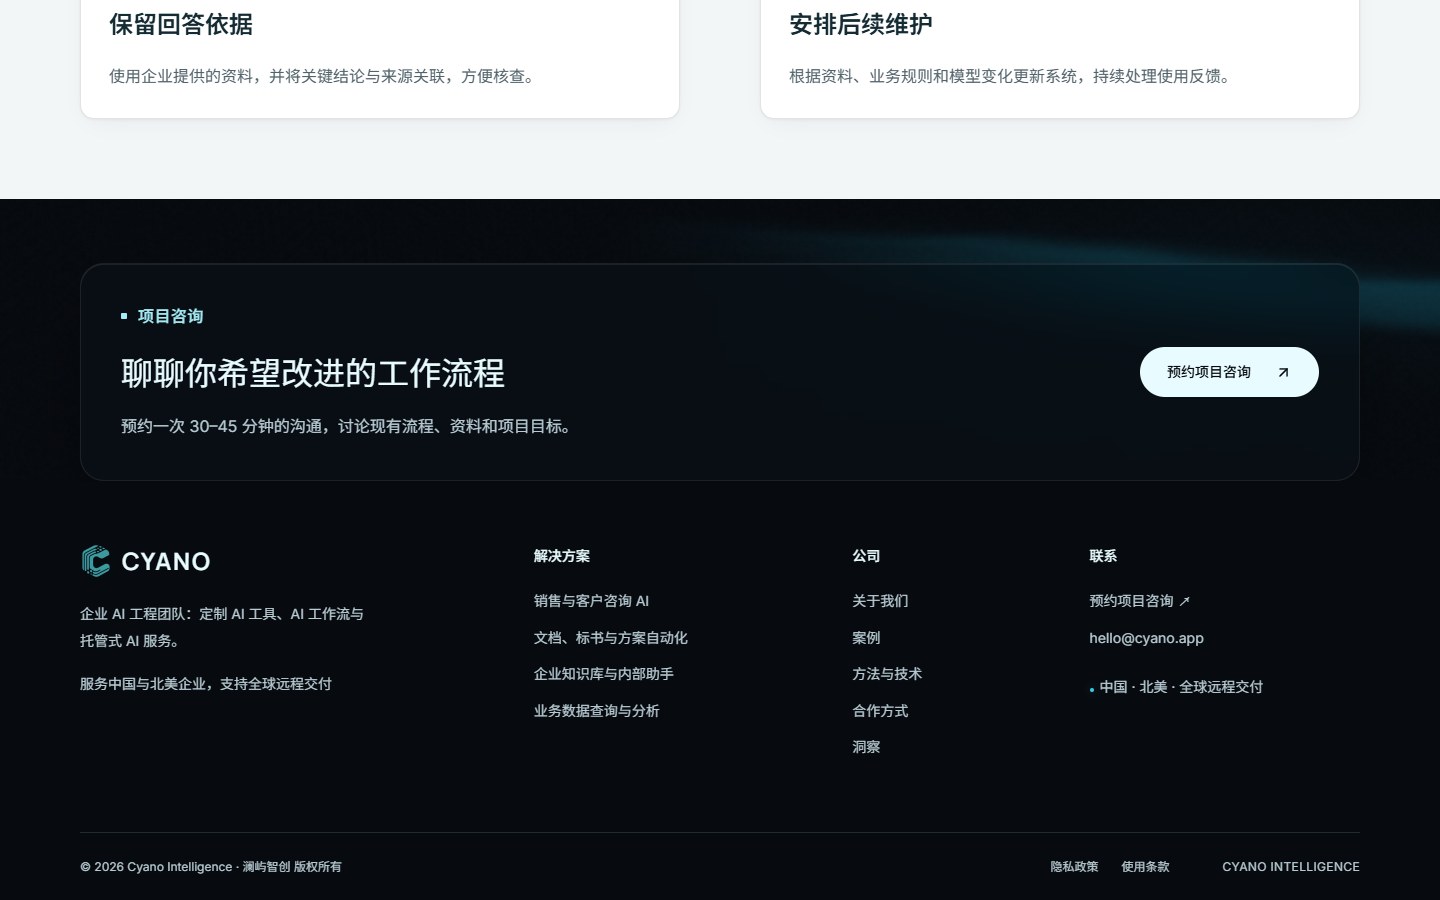 保留回答依据
使用企业提供的资料，并将关键结论与来源关联，方便核查。
安排后续维护
根据资料、业务规则和模型变化更新系统，持续处理使用反馈。
项目咨询
聊聊你希望改进的工作流程
预约一次 30–45 分钟的沟通，讨论现有流程、资料和项目目标。
预约项目咨询
CYANO
企业 AI 工程团队：定制 AI 工具、AI 工作流与
托管式 AI 服务。
服务中国与北美企业，支持全球远程交付
解决方案
销售与客户咨询 AI
文档、标书与方案自动化
企业知识库与内部助手
业务数据查询与分析
公司
关于我们
案例
方法与技术
合作方式
洞察
联系
预约项目咨询 ↗
hello@cyano.app
中国 · 北美 · 全球远程交付
© 2026 Cyano Intelligence · 澜屿智创 版权所有
隐私政策
使用条款
CYANO INTELLIGENCE